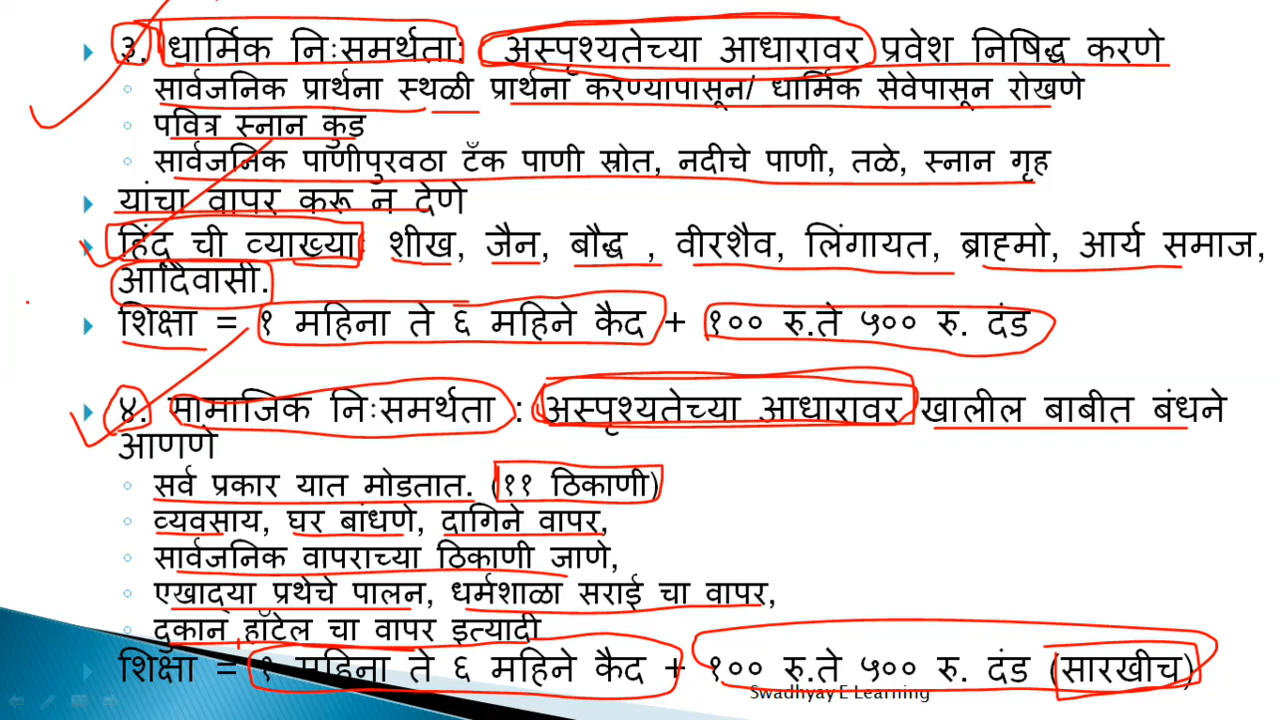 ३. धार्मिक निःसमर्थता: अस्पृश्यतेच्या आधारावर प्रवेश निषिद्ध करणे
सार्वजनिक प्रार्थना स्थळी प्रार्थना करण्यापासून/ धार्मिक सेवेपासून रोखणे
पवित्र स्नान कुंड
सार्वजनिक पाणीपुरवठा टँक पाणी स्रोत, नदीचे पाणी, तळे, स्नान गृह
यांचा वापर करू न देणे
हिंदू ची व्याख्या शीख, जैन, बौद्ध , वीरशैव, लिंगायत, ब्राह्मो, आर्य समाज,
आदिवासी.
शिक्षा = १ महिना ते ६ महिने कैद + १०० रु.ते ५०० रु. दंड
४. सामाजिक निःसमर्थता : अस्पृश्यतेच्या आधारावर खालील बाबीत बंधने
आणणे
सर्व प्रकार यात मोडतात. (११ ठिकाणी)
व्यवसाय, घर बांधणे, दागिने वापर,
सार्वजनिक वापराच्या ठिकाणी जाणे,
एखाद्या प्रथेचे पालन, धर्मशाळा सराई चा वापर,
दुकान ,हॉटेल चा वापर इत्यादी
शिक्षा = १ महिना ते ६ महिने कैद + १०० रु.ते ५०० रु. दंड (सारखीच)
Swadhyay E Learning